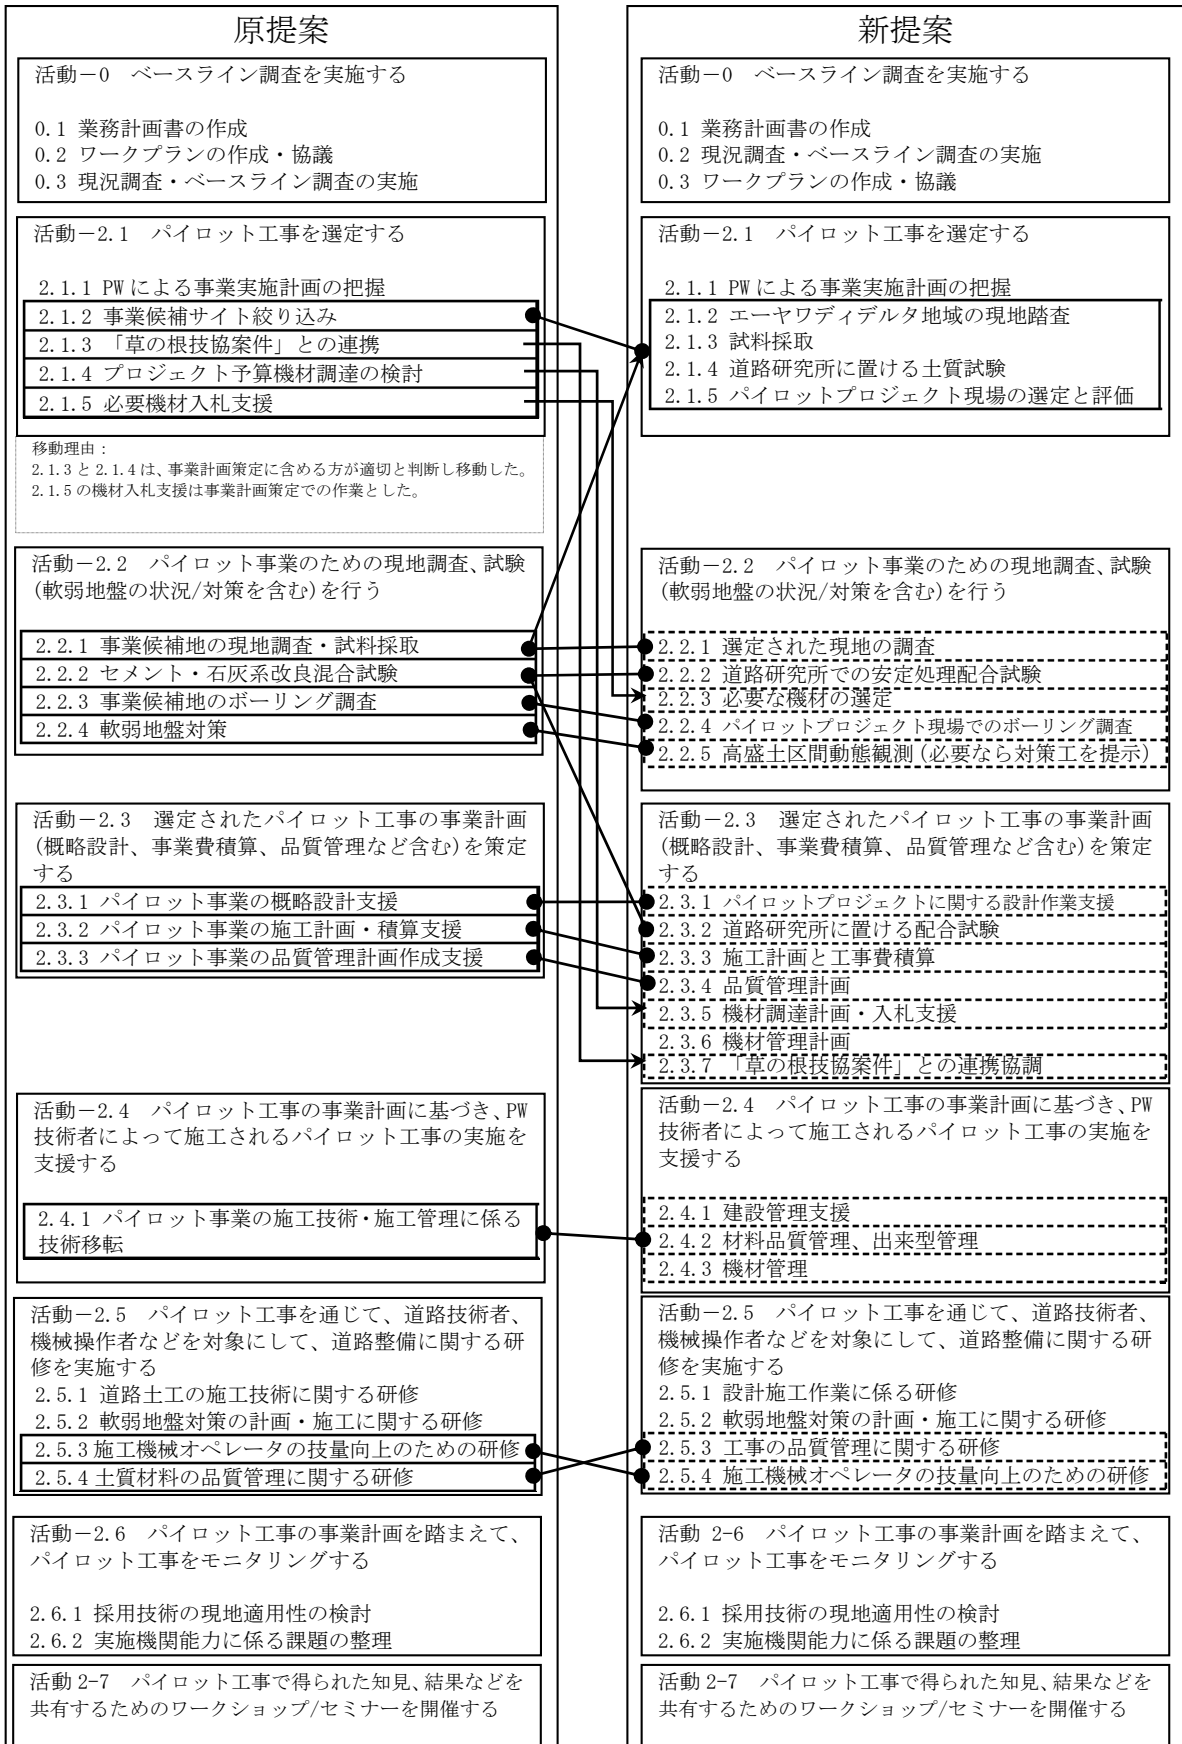 原提案
活動－0　ベースライン調査を実施する
0.1 業務計画書の作成
0.2 ワークプランの作成・協議
0.3 現況調査・ベースライン調査の実施
活動－2.1　パイロット工事を選定する
2.1.1 PW による事業実施計画の把握
2.1.2 事業候補サイト絞り込み
2.1.3 「草の根技協案件」との連携
2.1.4 プロジェクト予算機材調達の検討
2.1.5 必要機材入札支援
移動理由：
2.1.3 と 2.1.4 は、事業計画策定に含める方が適切と判断し移動した。
2.1.5 の機材入札支援は事業計画策定での作業とした。
活動－2.2　パイロット事業のための現地調査、試験
(軟弱地盤の状況/対策を含む)を行う
2.2.1 事業候補地の現地調査・試料採取
2.2.2 セメント・石灰系改良混合試験
2.2.3 事業候補地のボーリング調査
2.2.4 軟弱地盤対策
活動－2.3　選定されたパイロット工事の事業計画
(概略設計、事業費積算、品質管理など含む)を策定
する
2.3.1 パイロット事業の概略設計支援
2.3.2 パイロット事業の施工計画・積算支援
2.3.3 パイロット事業の品質管理計画作成支援
活動－2.4　パイロット工事の事業計画に基づき、PW
技術者によって施工されるパイロット工事の実施を
支援する
2.4.1 パイロット事業の施工技術・施工管理に係る
技術移転
活動－2.5　パイロット工事を通じて、道路技術者、
機械操作者などを対象にして、道路整備に関する研
修を実施する
2.5.1 道路土工の施工技術に関する研修
2.5.2 軟弱地盤対策の計画・施工に関する研修
2.5.3 施工機械オペレータの技量向上のための研修
2.5.4 土質材料の品質管理に関する研修
活動－2.6　パイロット工事の事業計画を踏まえて、
パイロット工事をモニタリングする
2.6.1 採用技術の現地適用性の検討
2.6.2 実施機関能力に係る課題の整理
活動 2-7　パイロット工事で得られた知見、結果などを
共有するためのワークショップ/セミナーを開催する
新提案
活動－0　ベースライン調査を実施する
0.1 業務計画書の作成
0.2 現況調査・ベースライン調査の実施
0.3 ワークプランの作成・協議
活動－2.1　パイロット工事を選定する
2.1.1 PW による事業実施計画の把握
2.1.2 エーヤワディデルタ地域の現地踏査
2.1.3 試料採取
2.1.4 道路研究所に置ける土質試験
2.1.5 パイロットプロジェクト現場の選定と評価
活動－2.2　パイロット事業のための現地調査、試験
(軟弱地盤の状況/対策を含む)を行う
2.2.1 選定された現地の調査
2.2.2 道路研究所での安定処理配合試験
2.2.3 必要な機材の選定
2.2.4 パイロットプロジェクト現場でのボーリング調査
2.2.5 高盛土区間動態観測(必要なら対策工を提示)
活動－2.3　選定されたパイロット工事の事業計画
(概略設計、事業費積算、品質管理など含む)を策定
する
2.3.1 パイロットプロジェクトに関する設計作業支援
2.3.2 道路研究所に置ける配合試験
2.3.3 施工計画と工事費積算
2.3.4 品質管理計画
2.3.5 機材調達計画・入札支援
2.3.6 機材管理計画
2.3.7 「草の根技協案件」との連携協調
活動－2.4　パイロット工事の事業計画に基づき、PW
技術者によって施工されるパイロット工事の実施を
支援する
2.4.1 建設管理支援
2.4.2 材料品質管理、出来型管理
2.4.3 機材管理
活動－2.5　パイロット工事を通じて、道路技術者、
機械操作者などを対象にして、道路整備に関する研
修を実施する
2.5.1 設計施工作業に係る研修
2.5.2 軟弱地盤対策の計画・施工に関する研修
2.5.3 工事の品質管理に関する研修
2.5.4 施工機械オペレータの技量向上のための研修
活動 2-6　パイロット工事の事業計画を踏まえて、
パイロット工事をモニタリングする
2.6.1 採用技術の現地適用性の検討
2.6.2 実施機関能力に係る課題の整理
活動 2-7　パイロット工事で得られた知見、結果などを
共有するためのワークショップ/セミナーを開催する